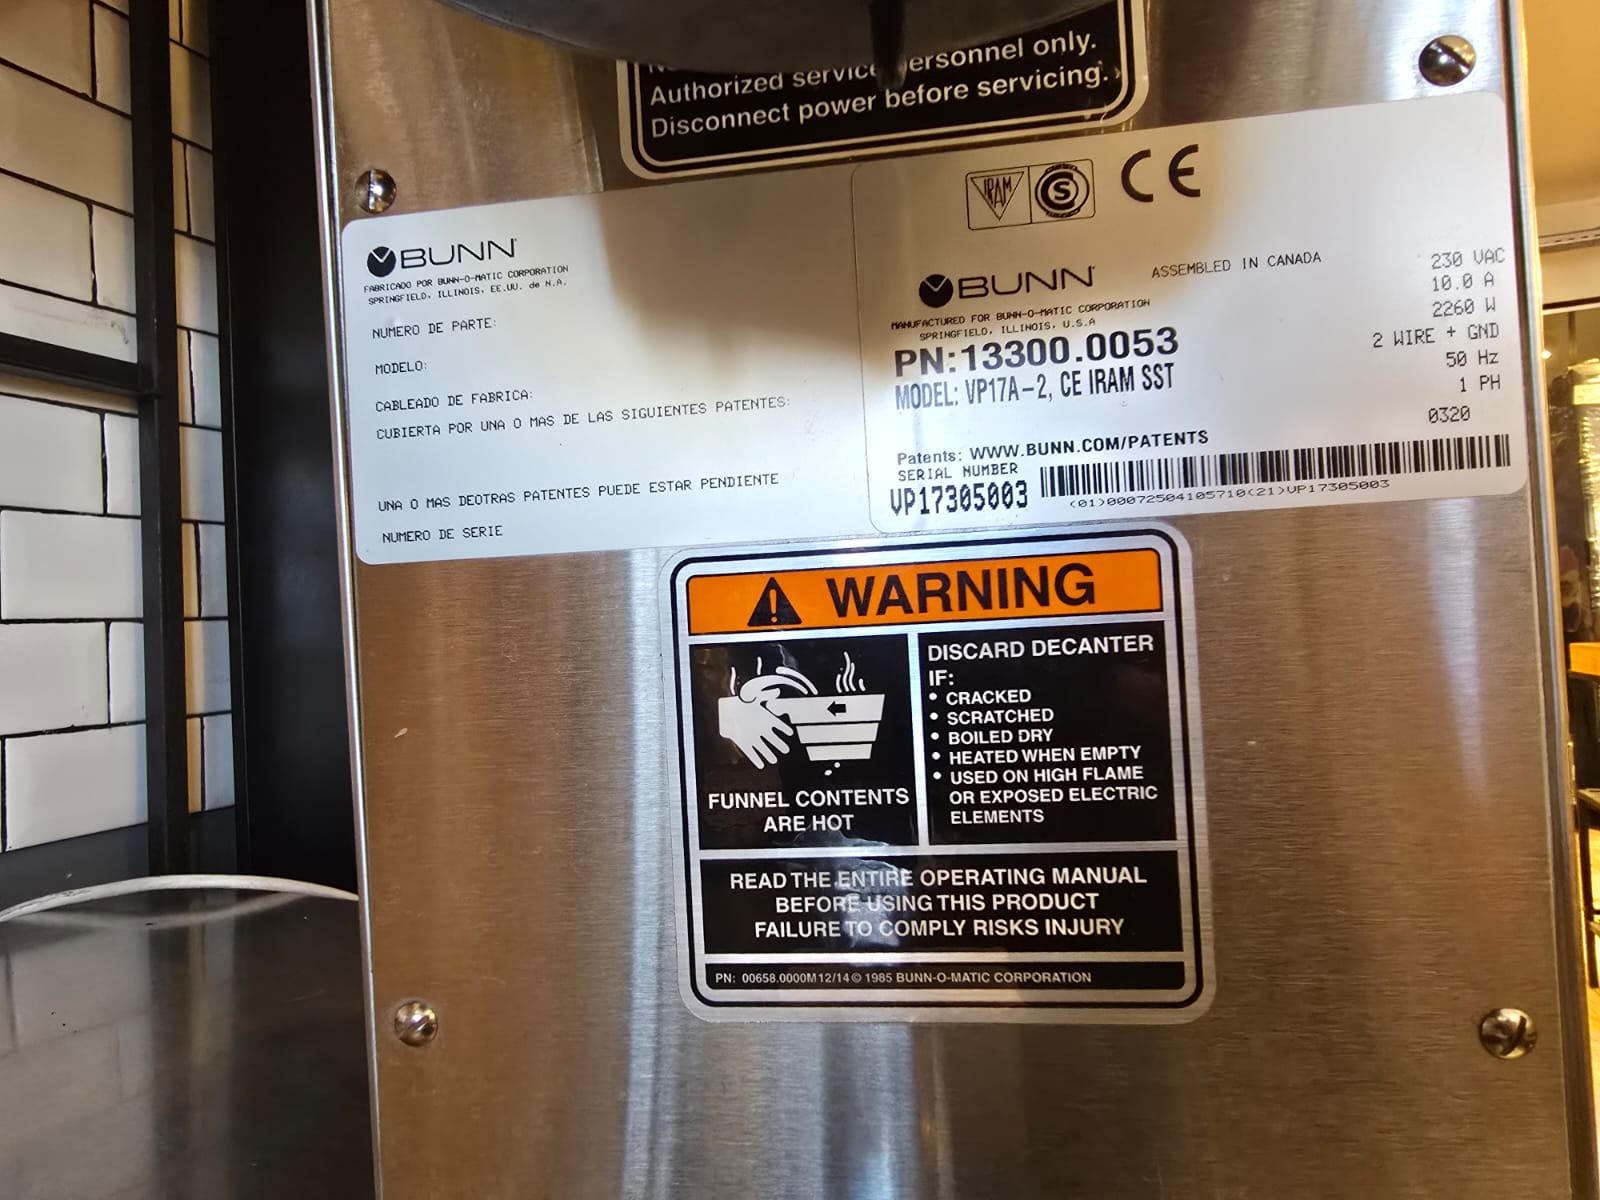 ersonnel only.
Authorized service
Disconnect power before servicing.
BUNN
FABRICADO POR BUNN-O-MATIC CORPORATION
SPRINGFIELD, ILLINOIS, EE.UU. de N.A.
NUMERO DE PARTE:
MODELO:
CABLEADO DE FABRICA:
CUBIERTA POR UNA O MAS DE LAS SIGUIENTES PATENTES:
UNA O MAS DEOTRAS PATENTES PUEDE ESTAR PENDIENTE
NUMERO DE SERIE
IRAM S CE
BUNN
ASSEMBLED IN CANADA
MANUFACTURED FOR BUNN-O-MATIC CORPORATION
SPRINGFIELD, ILLINOIS, U.S.A
PN:13300.0053
MODEL: VP17A-2, CE IRAM SST
230 VAC
10.0 A
2260 W
2 WIRE + GND
50 Hz
1 PH
0320
Patents: WWW.BUNN.COM/PATENTS
SERIAL NUMBER
VP17305003
(01)00072504105710(21)VP17305003
WARNING
FUNNEL CONTENTS
ARE HOT
DISCARD DECANTER
IF:
• CRACKED
• SCRATCHED
• BOILED DRY
• HEATED WHEN EMPTY
• USED ON HIGH FLAME
OR EXPOSED ELECTRIC
ELEMENTS
READ THE ENTIRE OPERATING MANUAL
BEFORE USING THIS PRODUCT
FAILURE TO COMPLY RISKS INJURY
PN: 00658.0000M 12/14 © 1985 BUNN-O-MATIC CORPORATION